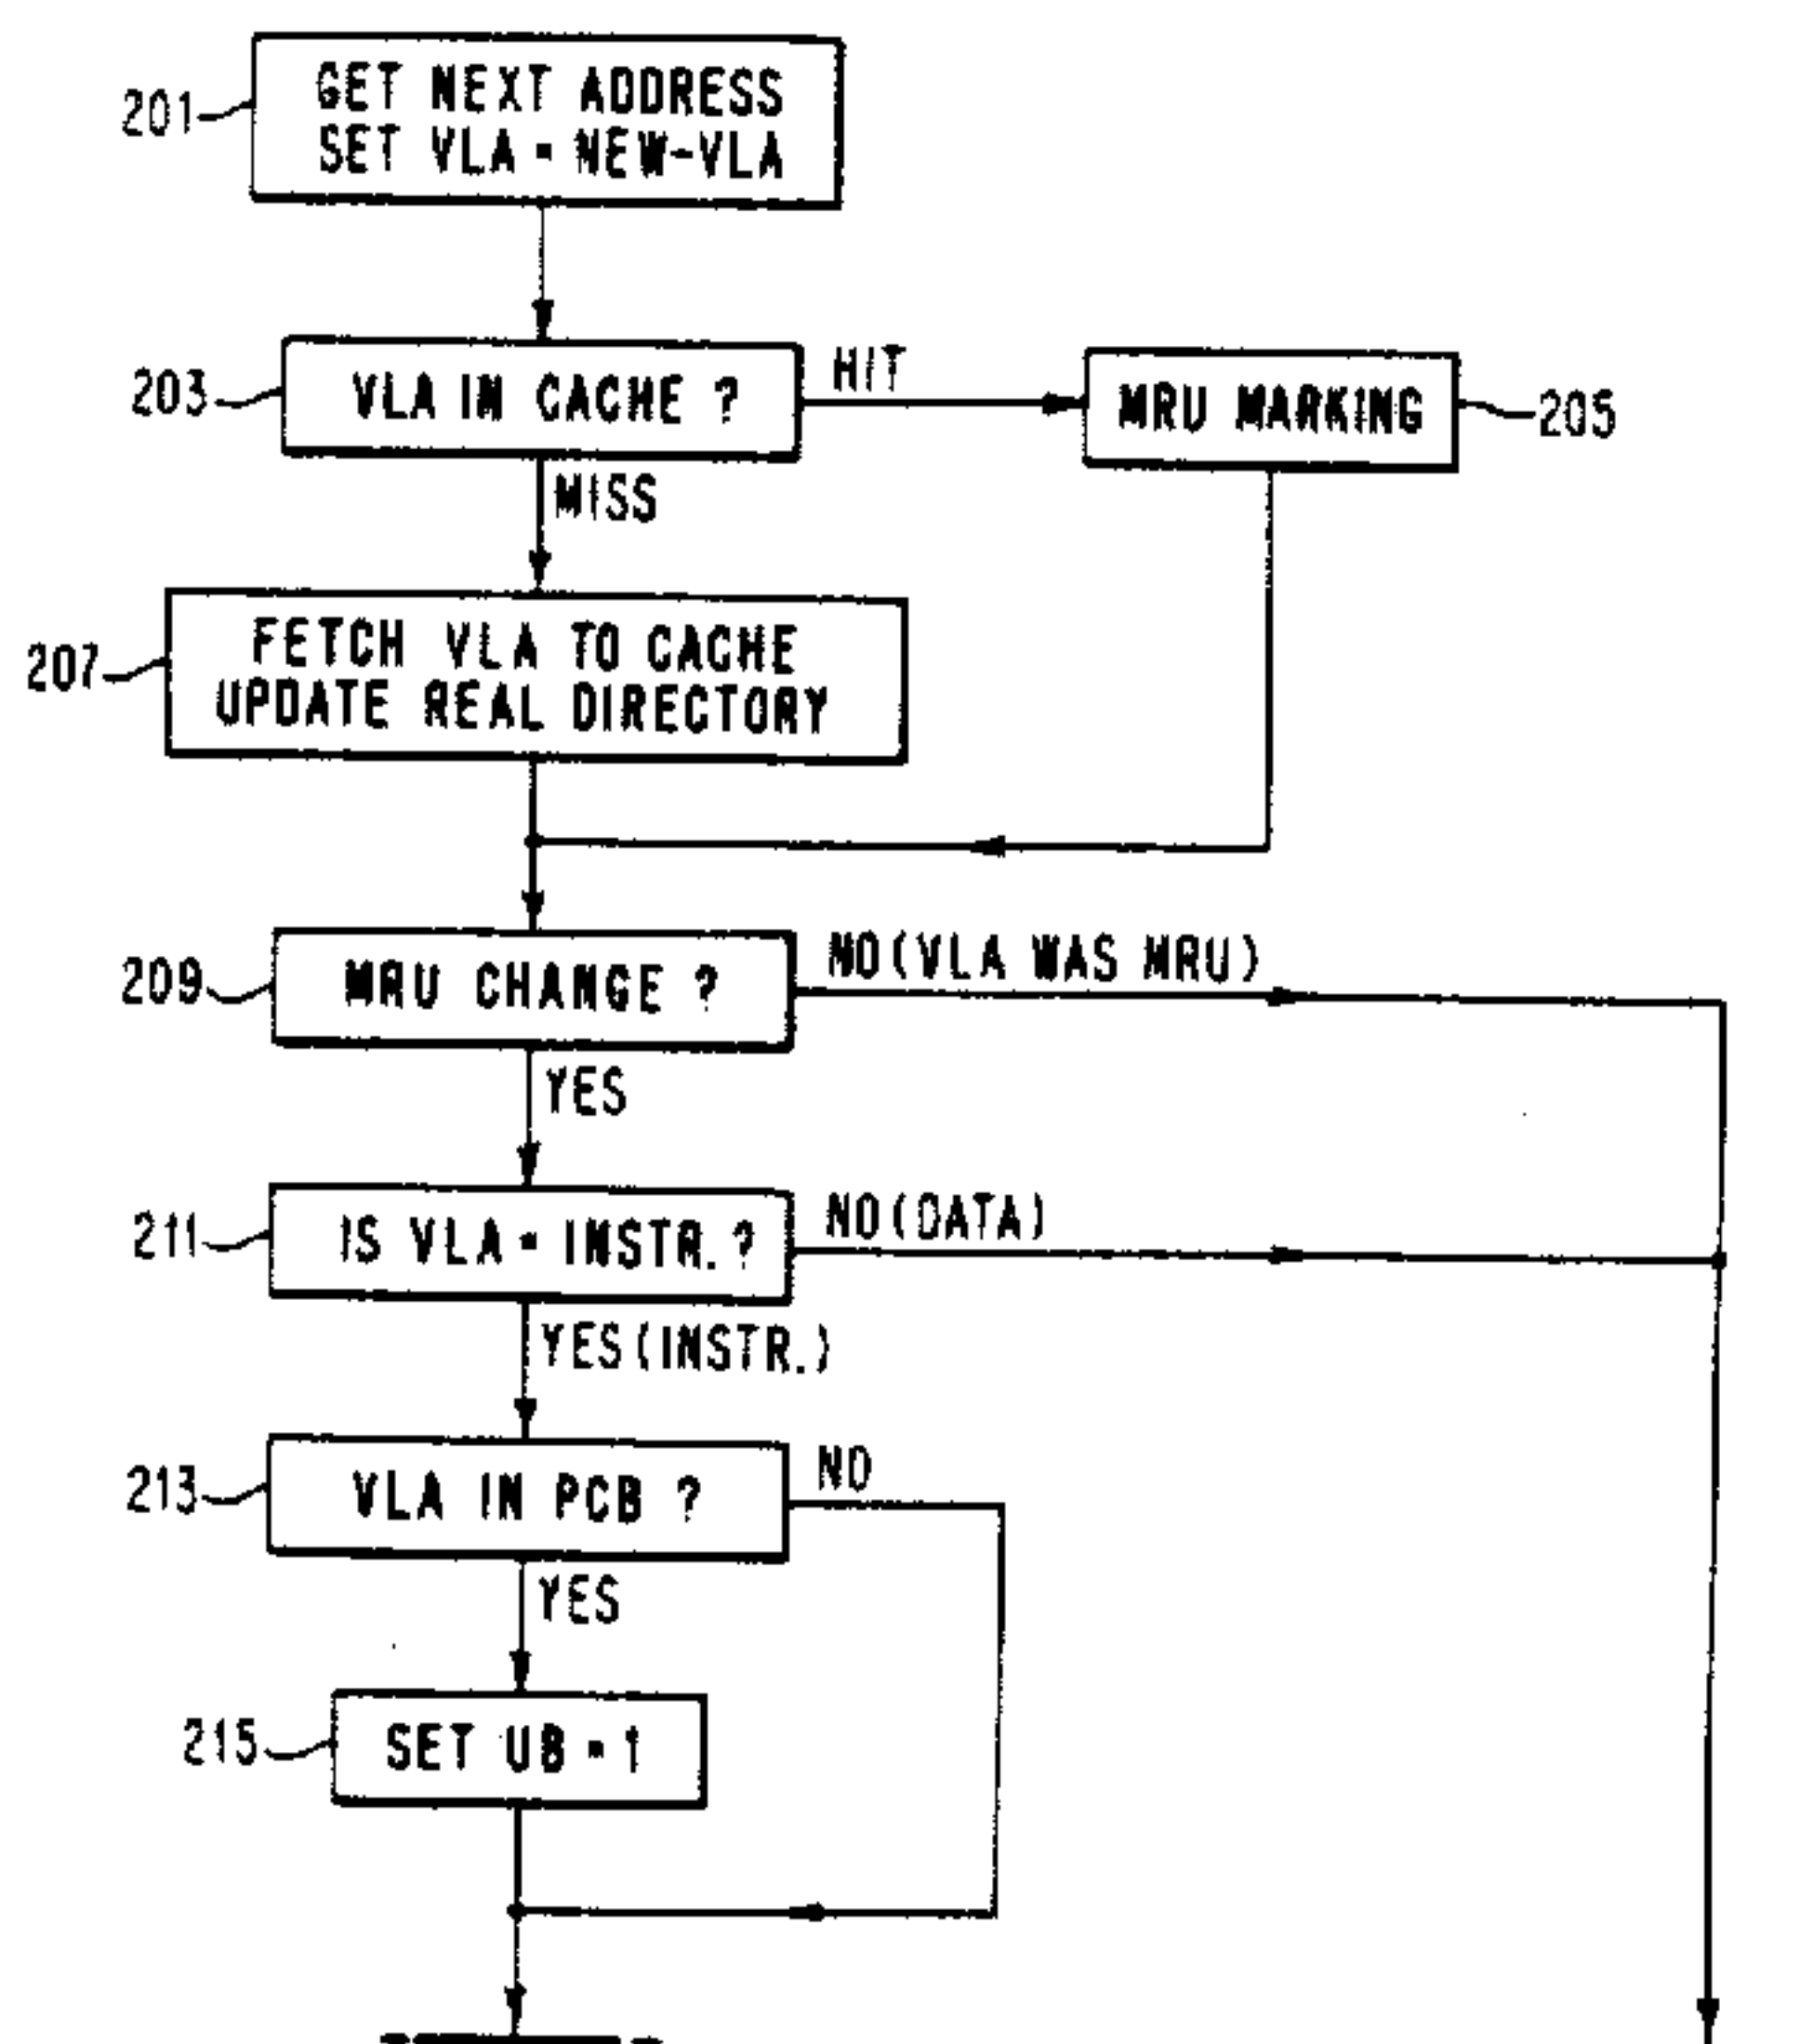 201
GET NEXT ADDRESS
SET VLA = NEW-VLA
203
VLA IN CACHE ?
HIT
MRU MARKING
205
MISS
207
FETCH VLA TO CACHE
UPDATE REAL DIRECTORY
209
MRU CHANGE ?
NO(VLA WAS MRU)
YES
211
IS VLA = INSTR. ?
NO(DATA)
YES(INSTR.)
213
VLA IN PCB ?
NO
YES
215
SET UB = 1